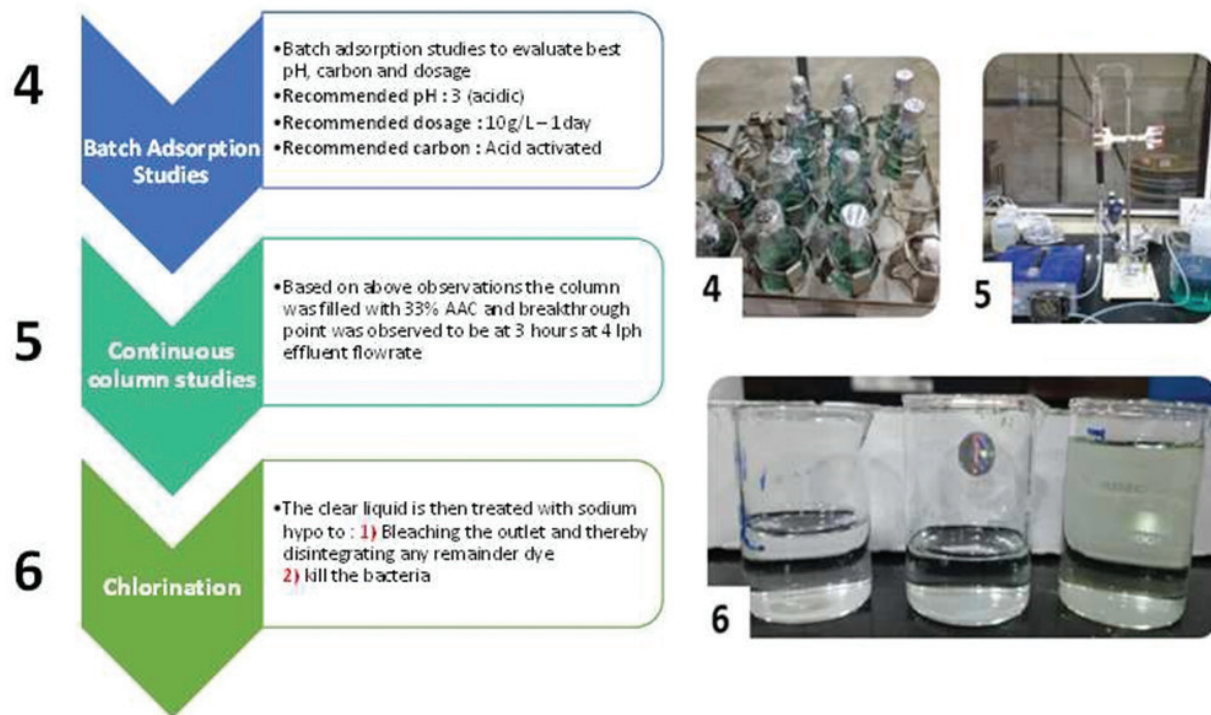 4
Batch Adsorption
Studies
•Batch adsorption studies to evaluate best
pH, carbon and dosage
•Recommended pH : 3 (acidic)
•Recommended dosage : 10g/L – 1day
•Recommended carbon : Acid activated
5
Continuous
column studies
•Based on above observations the column
was filled with 33% AAC and breakthrough
point was observed to be at 3 hours at 4 lph
effluent flowrate
6
Chlorination
•The clear liquid is then treated with sodium
hypo to : 1) Bleaching the outlet and thereby
disintegrating any remainder dye
2) kill the bacteria
4
5
6